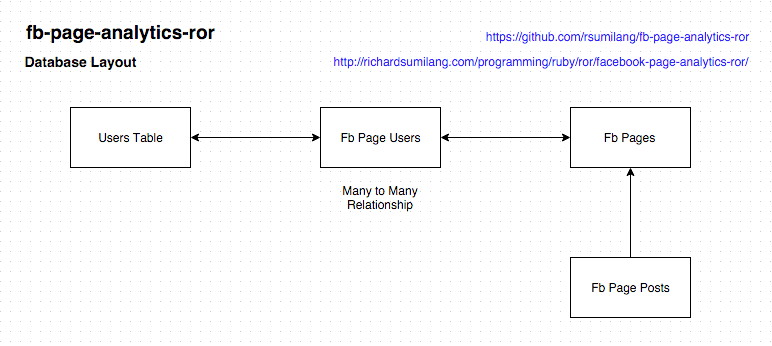 fb-page-analytics-ror
https://github.com/rsumilang/fb-page-analytics-ror
Database Layout
http://richardsumilang.com/programming/ruby/ror/facebook-page-analytics-ror/
Users Table
Fb Page Users
Fb Pages
Many to Many
Relationship
Fb Page Posts